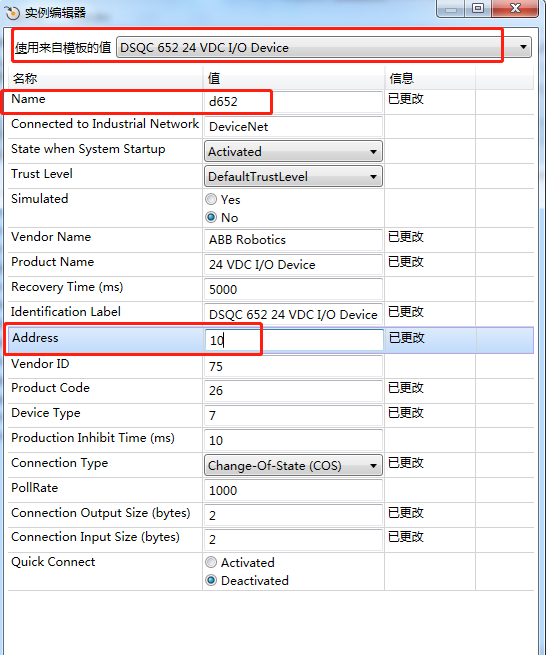 实例编辑器
使用来自模板的值 DSQC 652 24 VDC I/O Device
名称 值 信息
Name d652 已更改
Connected to Industrial Network DeviceNet
State when System Startup Activated
Trust Level DefaultTrustLevel
Simulated Yes
No
Vendor Name ABB Robotics 已更改
Product Name 24 VDC I/O Device 已更改
Recovery Time (ms) 5000
Identification Label DSQC 652 24 VDC I/O Device 已更改
Address 10 已更改
Vendor ID 75
Product Code 26 已更改
Device Type 7 已更改
Production Inhibit Time (ms) 10
Connection Type Change-Of-State (COS) 已更改
PollRate 1000
Connection Output Size (bytes) 2 已更改
Connection Input Size (bytes) 2 已更改
Quick Connect Activated
Deactivated